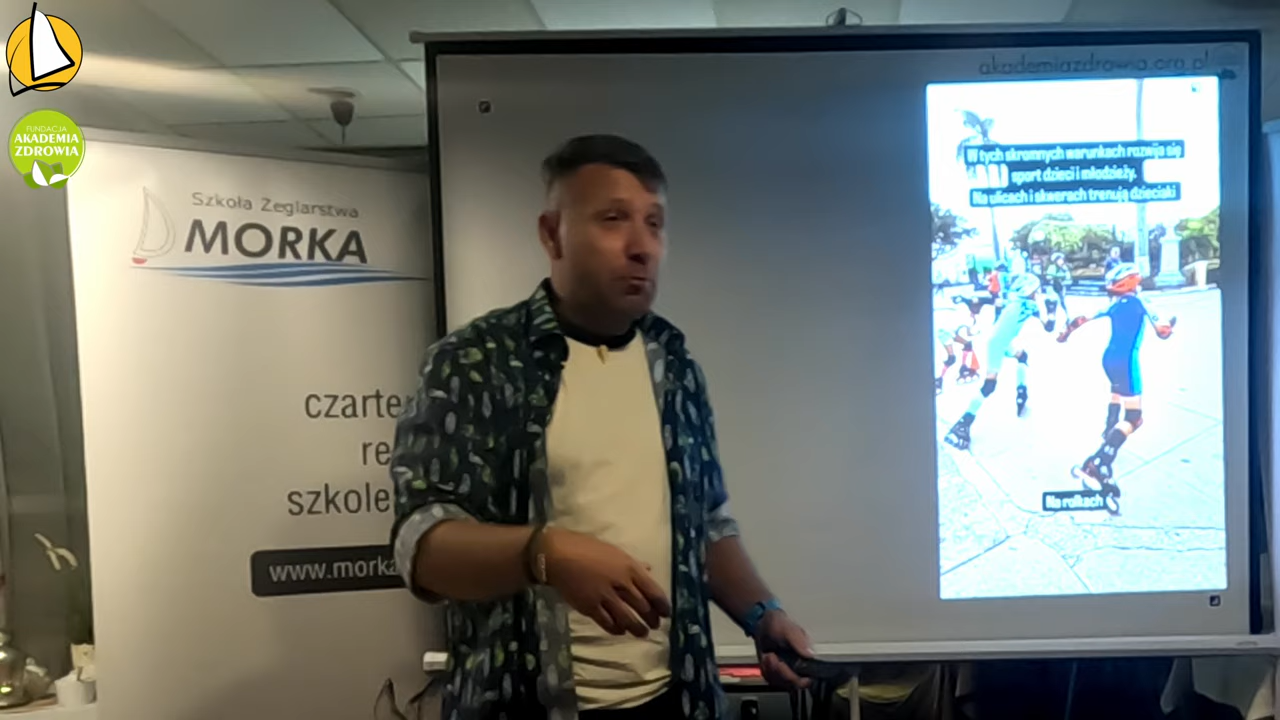 FUNDACJA
AKADEMIA
ZDROWIA
Szkoła Żeglarstwa
MORKA
czarte
re
szkole
www.morka
akademiazdrowia.org.pl
W tych skromnych warunkach rozwija się
sport dzieci i młodzieży.
Na ulicach i skwerach trenują dzieciaki
Na rolkach